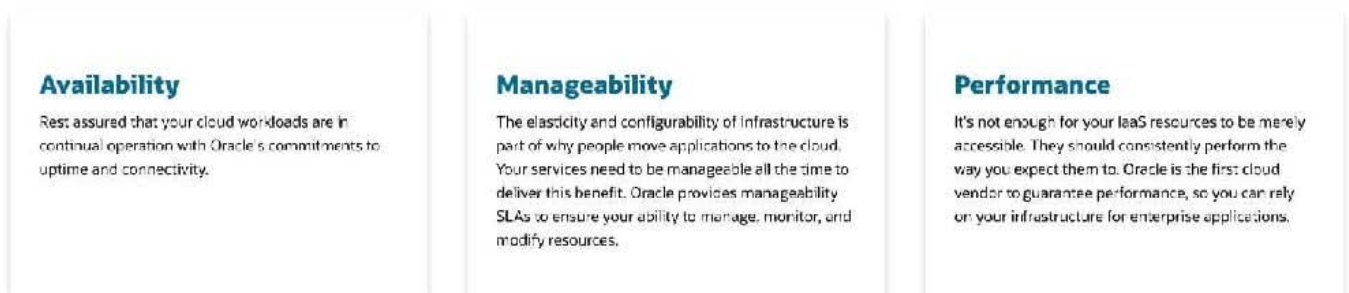 Availability
Rest assured that your cloud workloads are in
continual operation with Oracle's commitments to
uptime and connectivity.
Manageability
The elasticity and configurability of infrastructure is
part of why people move applications to the cloud.
Your services need to be manageable all the time to
deliver this benefit. Oracle provides manageability
SLAs to ensure your ability to manage, monitor, and
modify resources.
Performance
It's not enough for your IaaS resources to be merely
accessible. They should consistently perform the
way you expect them to. Oracle is the first cloud
vendor to guarantee performance, so you can rely
on your infrastructure for enterprise applications.